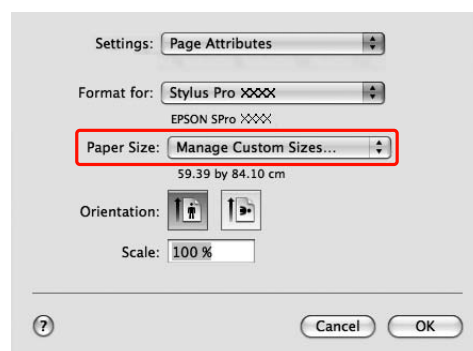 Settings: Page Attributes
Format for: Stylus Pro XXXX
EPSON SPro XXXX
Paper Size: Manage Custom Sizes...
59.39 by 84.10 cm
Orientation:
Scale: 100 %
? Cancel OK